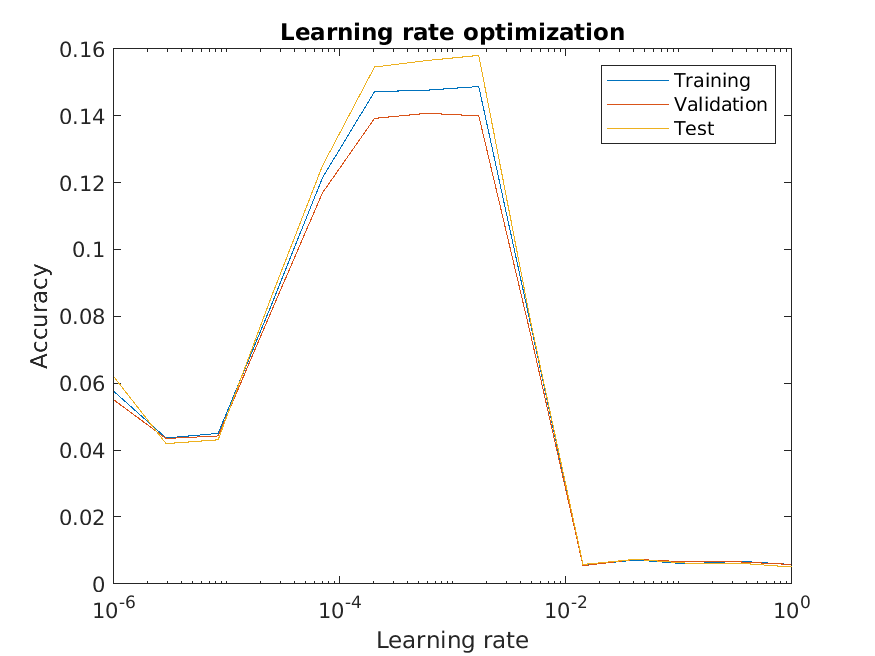 Learning rate optimization
0.16
0.14
0.12
0.1
0.08
0.06
0.04
0.02
0
Accuracy
Training
Validation
Test
10^-6 10^-4 10^-2 10^0
Learning rate